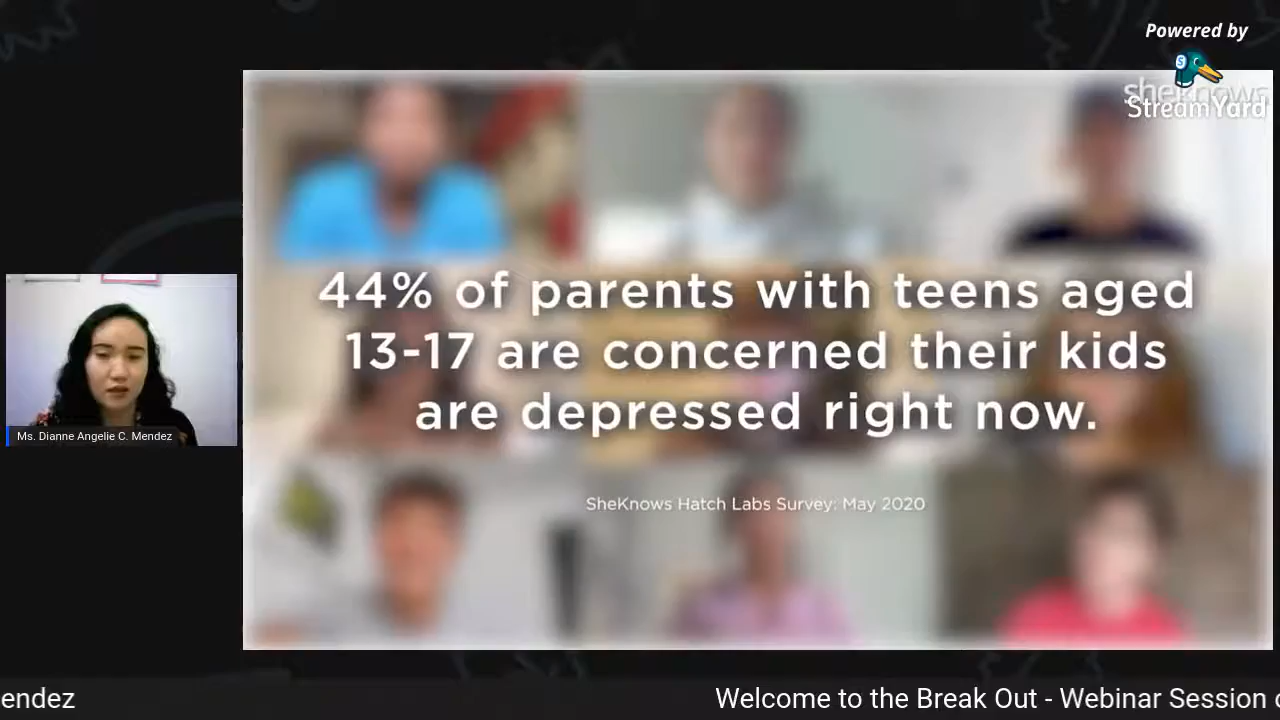 Powered by
sheknows
StreamYard
44% of parents with teens aged
13-17 are concerned their kids
are depressed right now.
SheKnows Hatch Labs Survey: May 2020
Ms. Dianne Angelie C. Mendez
endez
Welcome to the Break Out - Webinar Session